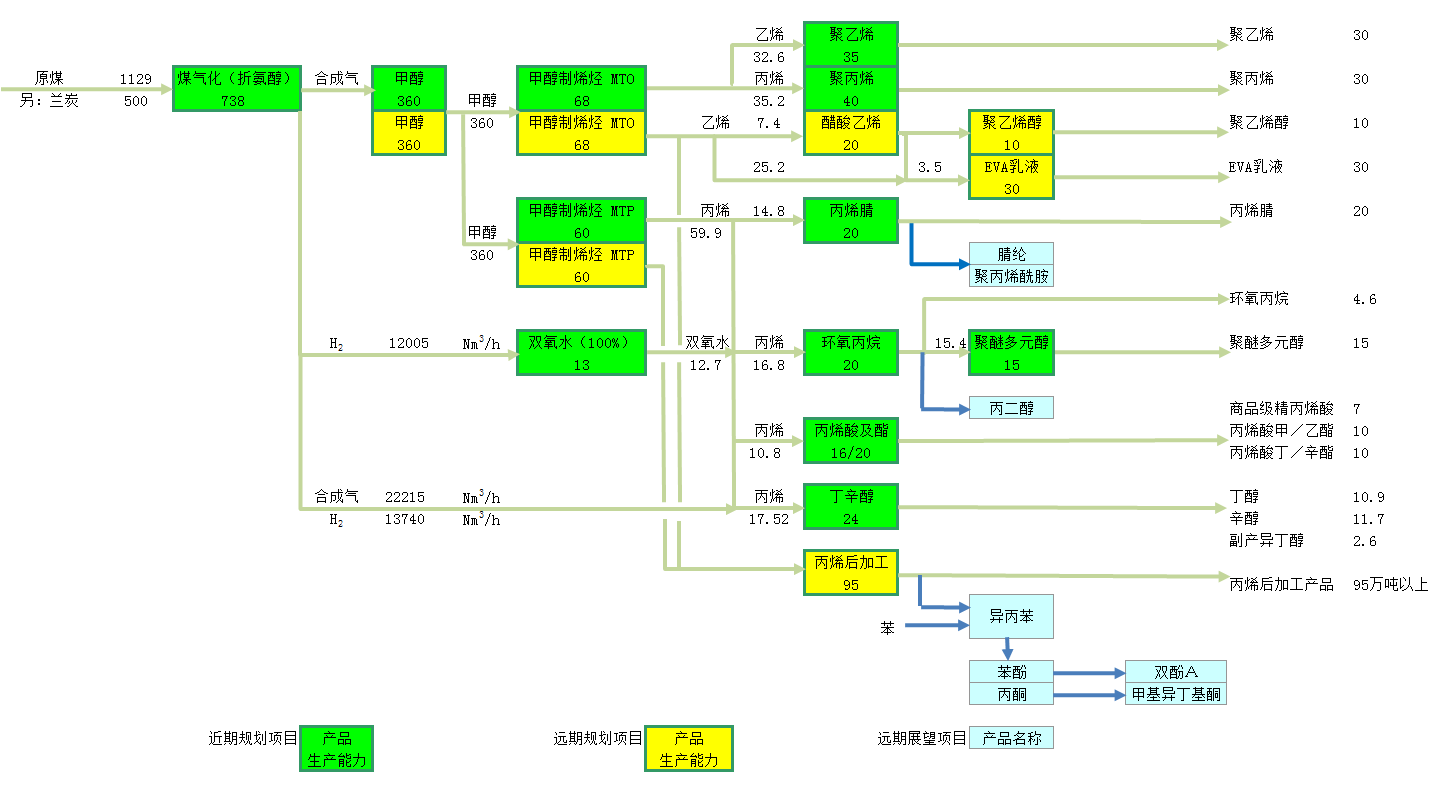 乙烯
32.6
聚乙烯
35
聚乙烯 30
原煤 1129
另：兰炭 500
煤气化（折氨醇）
738
合成气
甲醇
360
甲醇
360
甲醇
360
甲醇制烯烃 MTO
68
甲醇制烯烃 MTO
68
丙烯
35.2
聚丙烯
40
聚丙烯 30
乙烯 7.4
醋酸乙烯
20
聚乙烯醇
10
聚乙烯醇 10
25.2
3.5
EVA乳液
30
EVA乳液 30
甲醇
360
甲醇制烯烃 MTP
60
甲醇制烯烃 MTP
60
丙烯 14.8
59.9
丙烯腈
20
丙烯腈 20
腈纶
聚丙烯酰胺
环氧丙烷 4.6
H2 12005 Nm3/h
双氧水（100%）
13
双氧水
12.7
丙烯
16.8
环氧丙烷
20
15.4
聚醚多元醇
15
聚醚多元醇 15
丙二醇
丙烯
10.8
丙烯酸及酯
16/20
商品级精丙烯酸 7
丙烯酸甲／乙酯 10
丙烯酸丁／辛酯 10
合成气 22215 Nm3/h
H2 13740 Nm3/h
丙烯
17.52
丁辛醇
24
丁醇 10.9
辛醇 11.7
副产异丁醇 2.6
丙烯后加工
95
丙烯后加工产品 95万吨以上
苯
异丙苯
苯酚
丙酮
双酚A
甲基异丁基酮
近期规划项目
产品
生产能力
远期规划项目
产品
生产能力
远期展望项目
产品名称